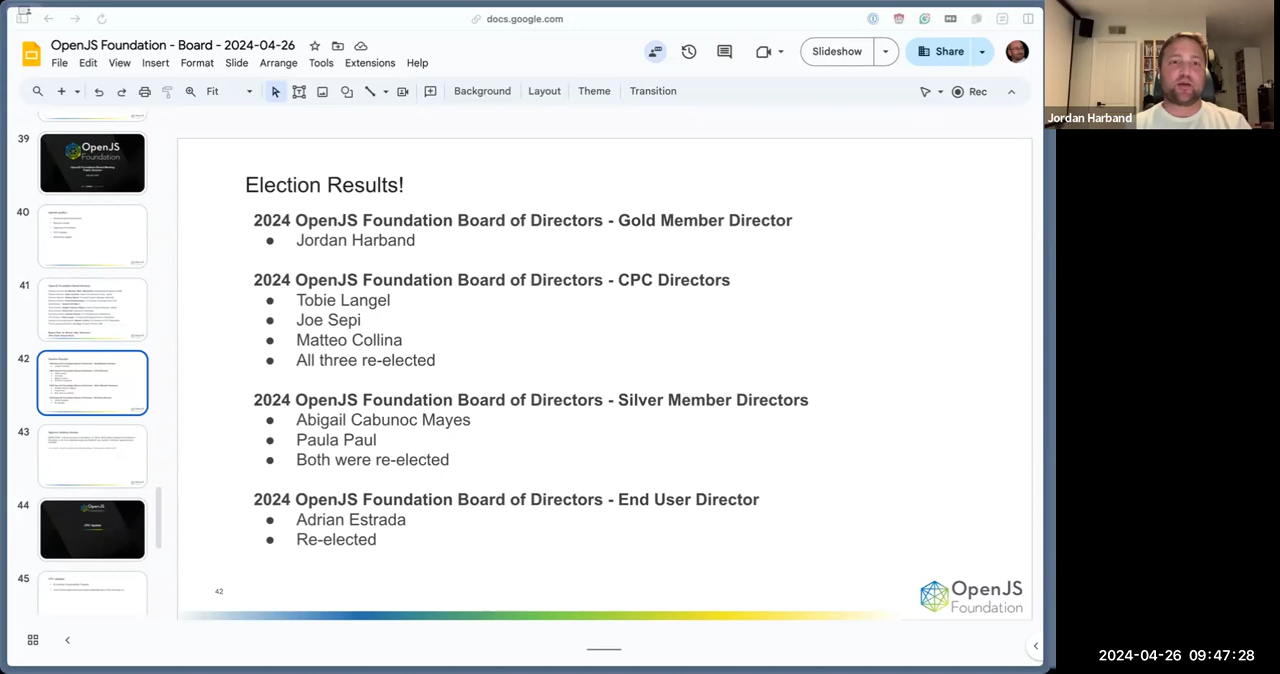 docs.google.com
OpenJS Foundation - Board - 2024-04-26
File Edit View Insert Format Slide Arrange Tools Extensions Help
Slideshow
Share
Fit
Background Layout Theme Transition
Rec
Jordan Harband
39
OpenJS
Foundation
40
41
42
43
44
45
Election Results!
2024 OpenJS Foundation Board of Directors - Gold Member Director
● Jordan Harband
2024 OpenJS Foundation Board of Directors - CPC Directors
● Tobie Langel
● Joe Sepi
● Matteo Collina
● All three re-elected
2024 OpenJS Foundation Board of Directors - Silver Member Directors
● Abigail Cabunoc Mayes
● Paula Paul
● Both were re-elected
2024 OpenJS Foundation Board of Directors - End User Director
● Adrian Estrada
● Re-elected
42
OpenJS
Foundation
2024-04-26 09:47:28